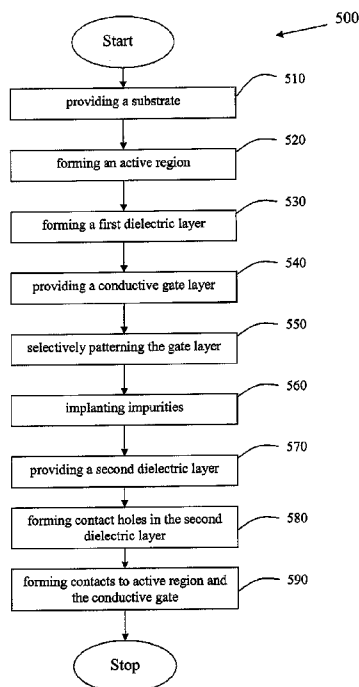 500
Start
510
providing a substrate
520
forming an active region
530
forming a first dielectric layer
540
providing a conductive gate layer
550
selectively patterning the gate layer
560
implanting impurities
570
providing a second dielectric layer
580
forming contact holes in the second
dielectric layer
590
forming contacts to active region and
the conductive gate
Stop